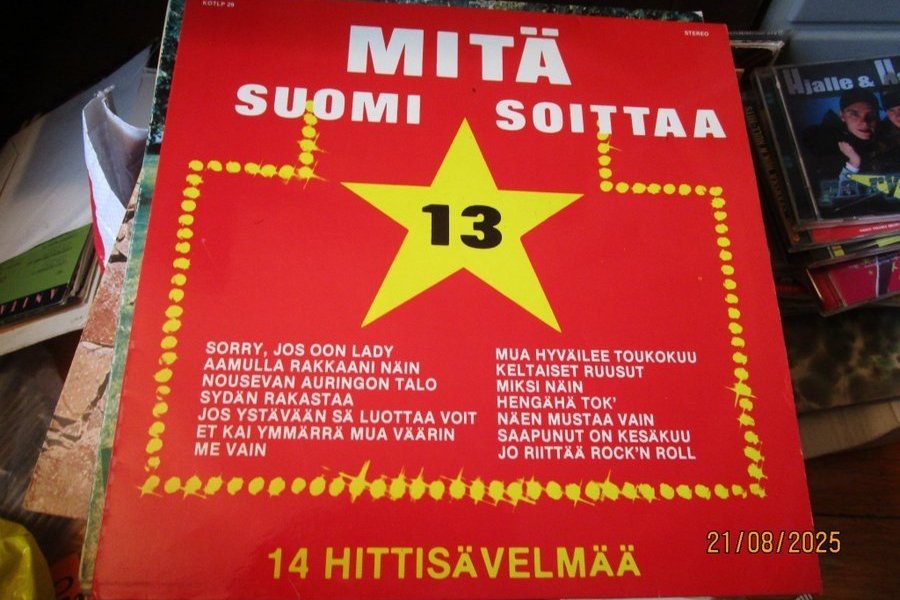 KOTLP 29
STEREO
MITÄ
SUOMI SOITTAA
13
SORRY, JOS OON LADY
AAMULLA RAKKAANI NÄIN
NOUSEVAN AURINGON TALO
SYDÄN RAKASTAA
JOS YSTÄVÄÄN SÄ LUOTTAA VOIT
ET KAI YMMÄRRÄ MUA VÄÄRIN
ME VAIN
MUA HYVÄILEE TOUKOKUU
KELTAISET RUUSUT
MIKSI NÄIN
HENGÄHÄ TOK'
NÄEN MUSTAA VAIN
SAAPUNUT ON KESÄKUU
JO RIITTÄÄ ROCK'N ROLL
14 HITTISÄVELMÄÄ
Hjalle &
21/08/2025